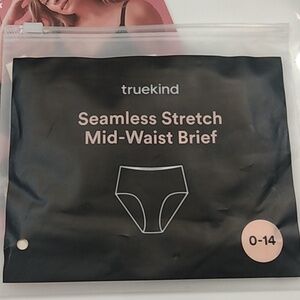 truekind
Seamless Stretch
Mid-Waist Brief
0-14